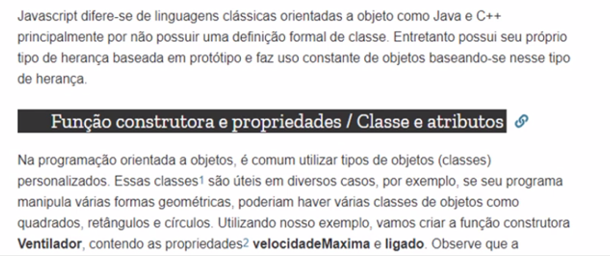 Javascript difere-se de linguagens clássicas orientadas a objeto como Java e C++
principalmente por não possuir uma definição formal de classe. Entretanto possui seu próprio
tipo de herança baseada em protótipo e faz uso constante de objetos baseando-se nesse tipo
de herança.
Função construtora e propriedades / Classe e atributos
Na programação orientada a objetos, é comum utilizar tipos de objetos (classes)
personalizados. Essas classes1 são úteis em diversos casos, por exemplo, se seu programa
manipula várias formas geométricas, poderiam haver várias classes de objetos como
quadrados, retângulos e círculos. Utilizando nosso exemplo, vamos criar a função construtora
Ventilador, contendo as propriedades2 velocidadeMaxima e ligado. Observe que a